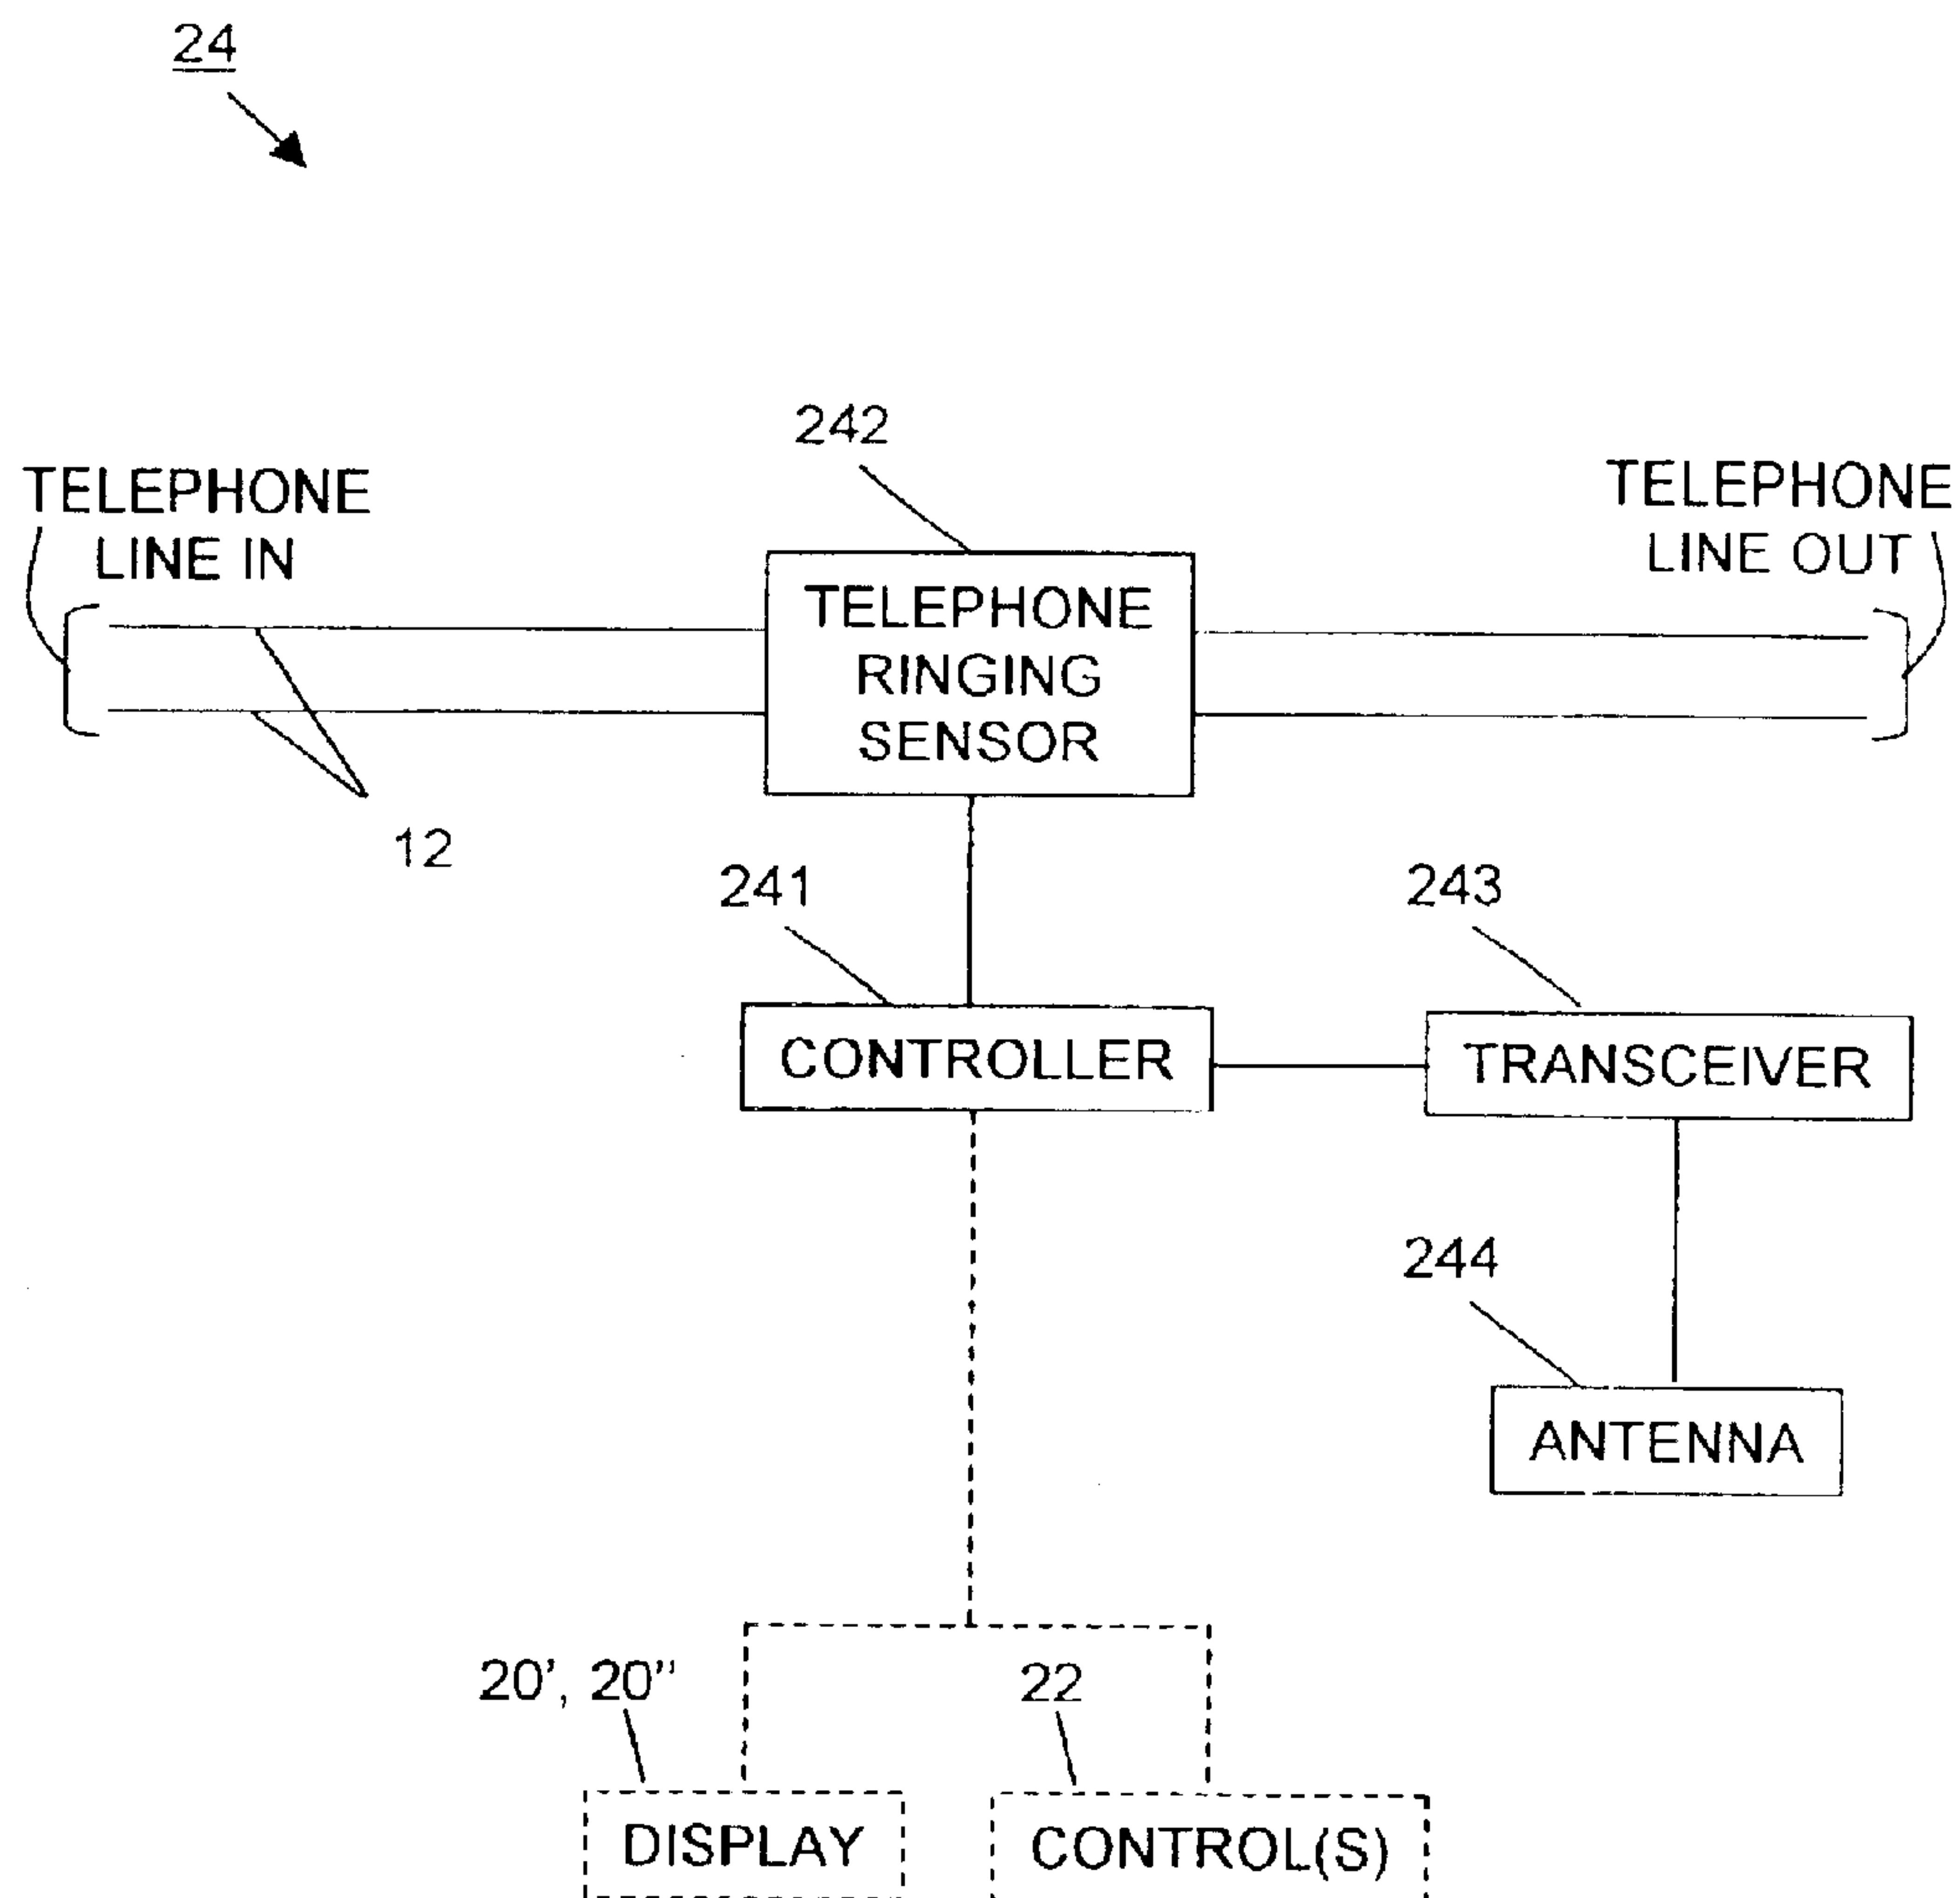 24
242
TELEPHONE
LINE IN
TELEPHONE
LINE OUT
TELEPHONE
RINGING
SENSOR
12
241
243
CONTROLLER
TRANSCEIVER
244
ANTENNA
20', 20"
22
DISPLAY
CONTROL(S)